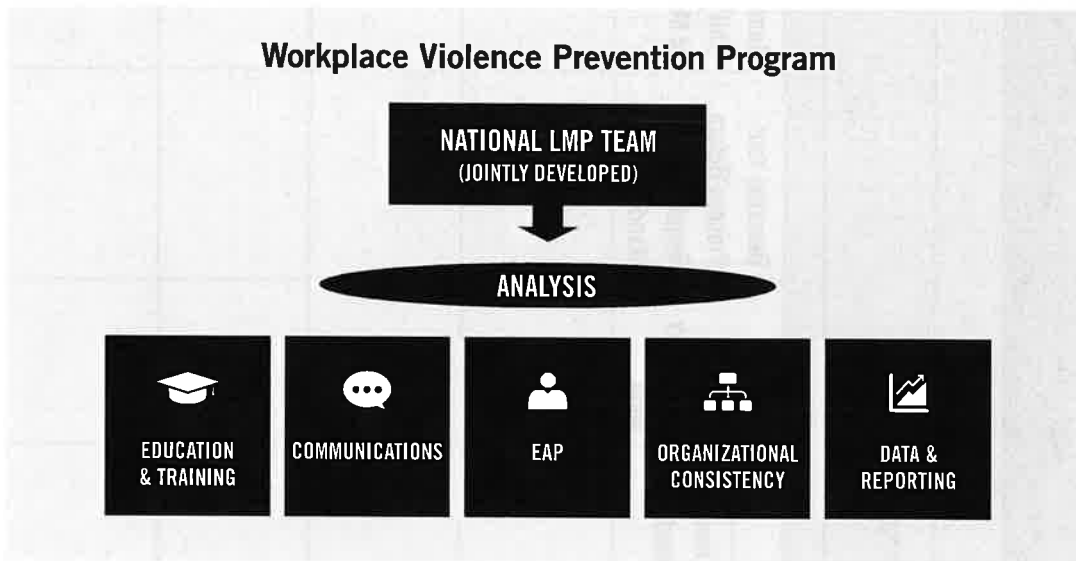 Workplace Violence Prevention Program
NATIONAL LMP TEAM
(JOINTLY DEVELOPED)
ANALYSIS
EDUCATION
& TRAINING
COMMUNICATIONS
EAP
ORGANIZATIONAL
CONSISTENCY
DATA &
REPORTING